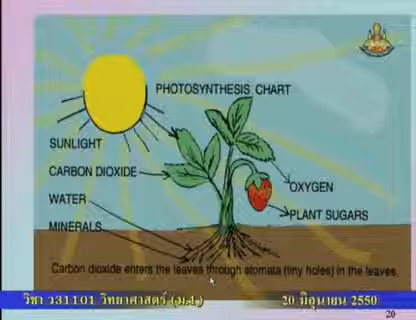 PHOTOSYNTHESIS CHART
SUNLIGHT
CARBON DIOXIDE
WATER
MINERALS
OXYGEN
PLANT SUGARS
Carbon dioxide enters the leaves through stomata (tiny holes) in the leaves.
วิชา ว31101 วิทยาศาสตร์ (ม.1) 20 มิถุนายน 2550
20